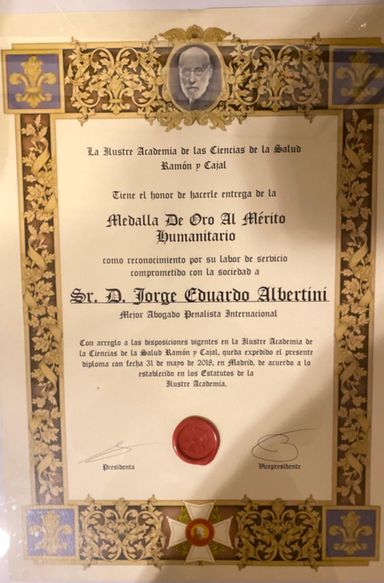 La Ilustre Academia de las Ciencias de la Salud
Ramón y Cajal
Tiene el honor de hacerle entrega de la
Medalla De Oro Al Mérito
Humanitario
como reconocimiento por su labor de servicio
comprometido con la sociedad a
Sr. D. Jorge Eduardo Albertini
Mejor Abogado Penalista Internacional
Con arreglo a las disposiciones vigentes en la Ilustre Academia de
la Ciencias de la Salud Ramón y Cajal, queda expedido el presente
diploma con fecha 31 de mayo de 2018, en Madrid, de acuerdo a lo
establecido en los Estatutos de la
Ilustre Academia.
Presidenta
Vicepresidente